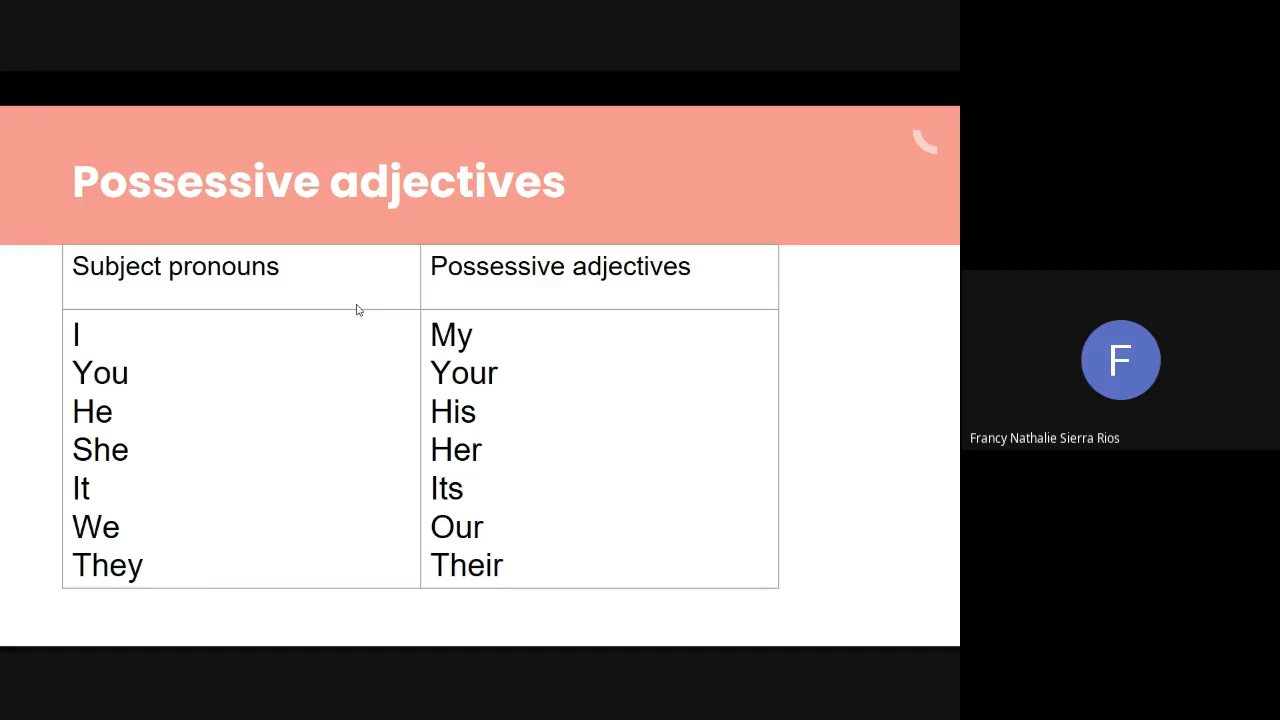 Possessive adjectives
Subject pronouns
Possessive adjectives
I
You
He
She
It
We
They
My
Your
His
Her
Its
Our
Their
F
Francy Nathalie Sierra Rios